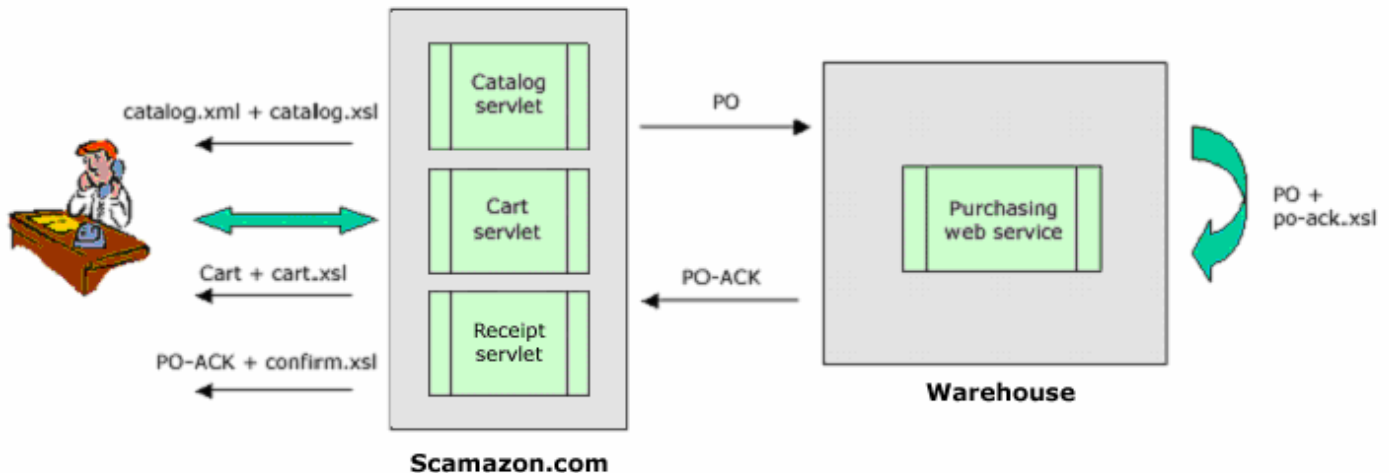 catalog.xml + catalog.xsl
Cart + cart.xsl
PO-ACK + confirm.xsl
Catalog
servlet
Cart
servlet
Receipt
servlet
Scamazon.com
PO
PO-ACK
Purchasing
web service
Warehouse
PO +
po-ack.xsl